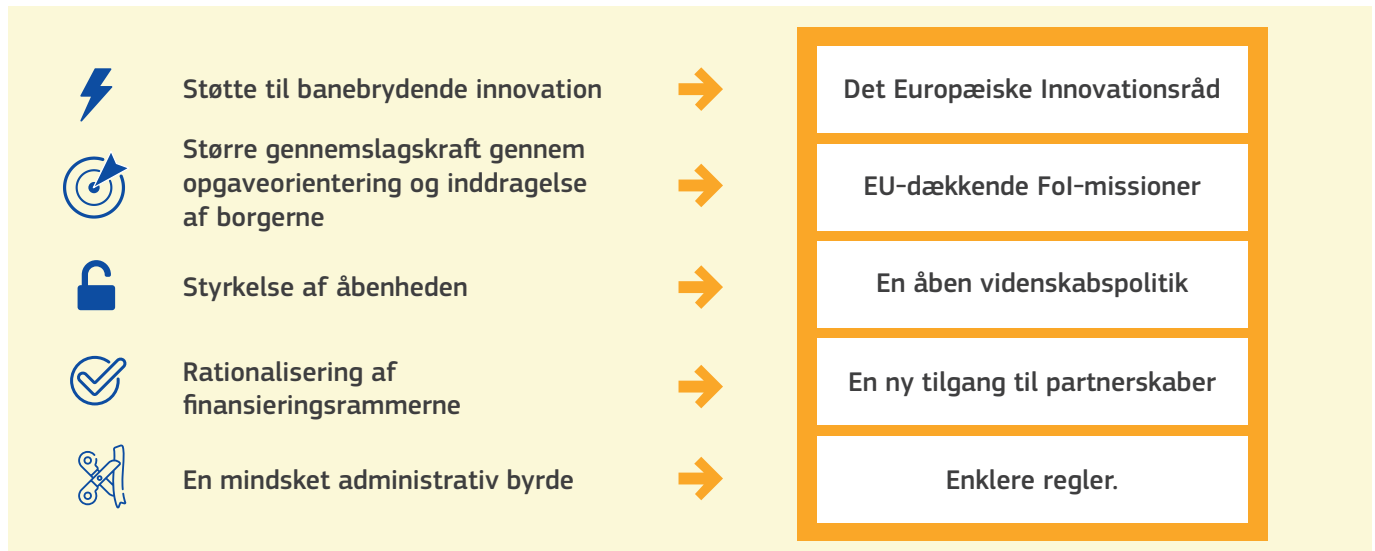 Støtte til banebrydende innovation
Det Europæiske Innovationsråd
Større gennemslagskraft gennem
opgaveorientering og inddragelse
af borgerne
EU-dækkende FoI-missioner
Styrkelse af åbenheden
En åben videnskabspolitik
Rationalisering af
finansieringsrammerne
En ny tilgang til partnerskaber
En mindsket administrativ byrde
Enklere regler.